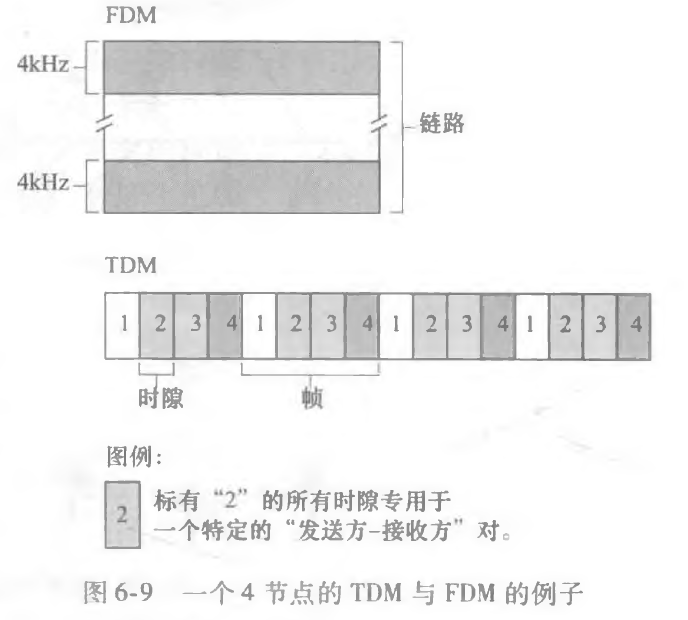 FDM
4kHz
链路
4kHz
TDM
1 2 3 4 1 2 3 4 1 2 3 4 1 2 3 4
时隙 帧
图例:
2 标有“2”的所有时隙专用于
一个特定的“发送方-接收方”对。
图 6-9 一个 4 节点的 TDM 与 FDM 的例子